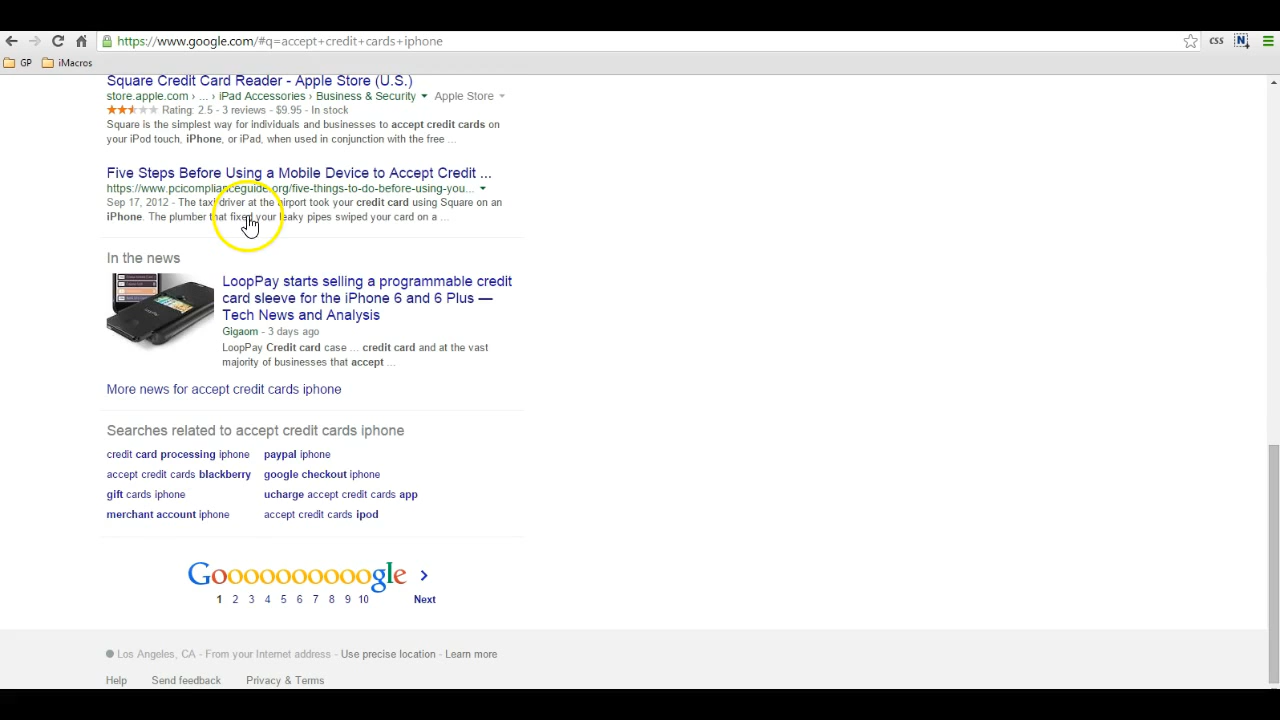 https://www.google.com/#q=accept+credit+cards+iphone
CSS N
GP iMacros
Square Credit Card Reader - Apple Store (U.S.)
store.apple.com › ... › iPad Accessories › Business & Security Apple Store
Rating: 2.5 - 3 reviews - $9.95 - In stock
Square is the simplest way for individuals and businesses to accept credit cards on
your iPod touch, iPhone, or iPad, when used in conjunction with the free ...
Five Steps Before Using a Mobile Device to Accept Credit ...
https://www.pcicomplianceguide.org/five-things-to-do-before-using-you...
Sep 17, 2012 - The taxi driver at the airport took your credit card using Square on an
iPhone. The plumber that fixed your leaky pipes swiped your card on a ...
In the news
LoopPay starts selling a programmable credit
card sleeve for the iPhone 6 and 6 Plus —
Tech News and Analysis
Gigaom - 3 days ago
LoopPay Credit card case ... credit card and at the vast
majority of businesses that accept ...
More news for accept credit cards iphone
Searches related to accept credit cards iphone
credit card processing iphone paypal iphone
accept credit cards blackberry google checkout iphone
gift cards iphone ucharge accept credit cards app
merchant account iphone accept credit cards ipod
Goooooooooogle >
1 2 3 4 5 6 7 8 9 10 Next
Los Angeles, CA - From your Internet address - Use precise location - Learn more
Help Send feedback Privacy & Terms